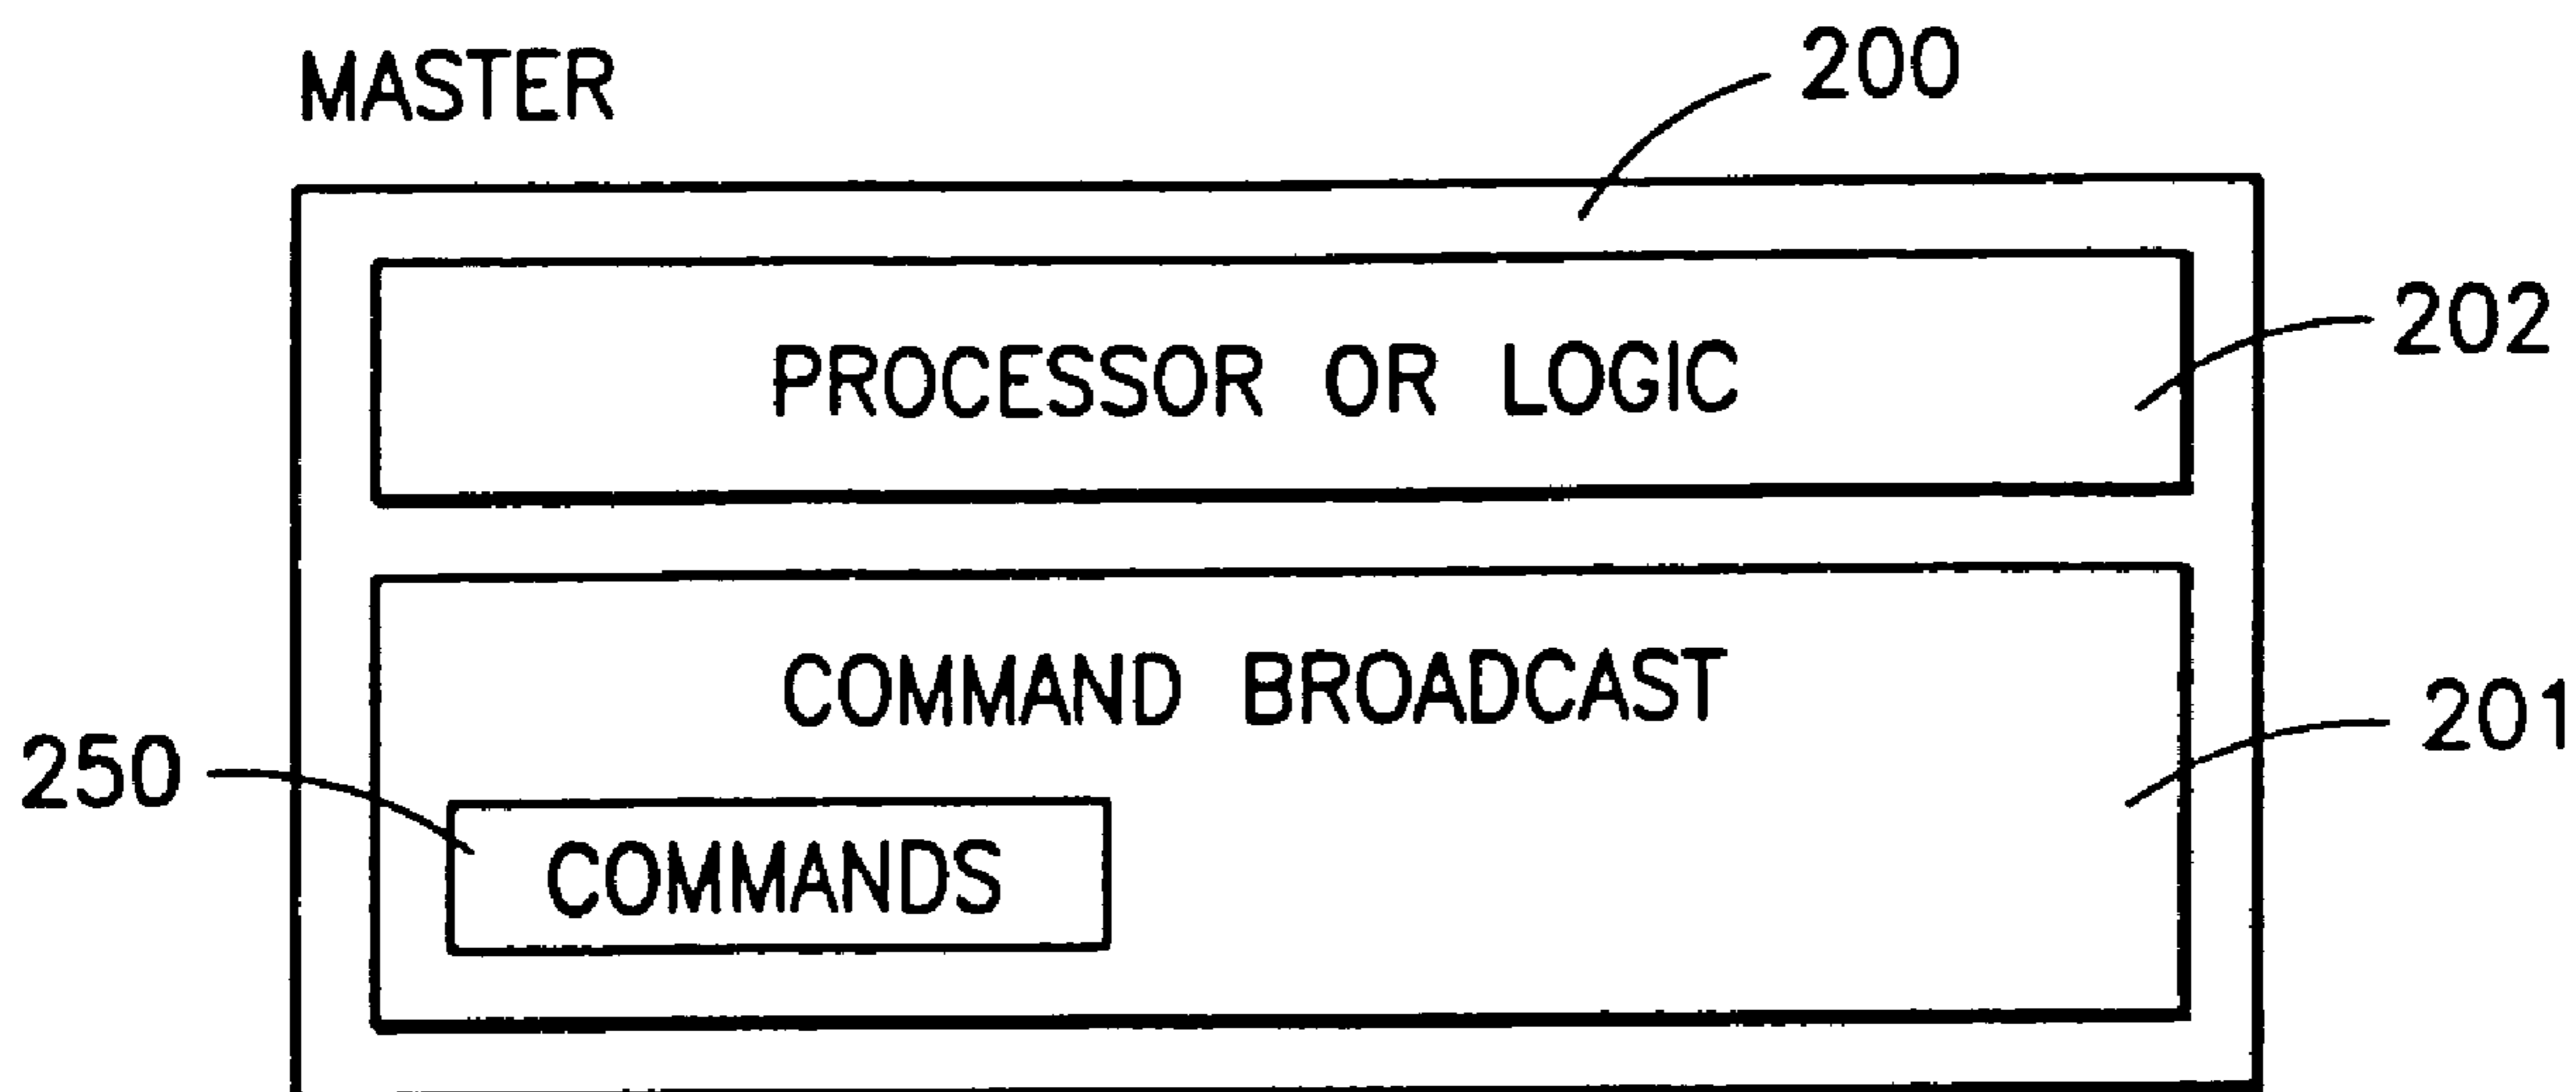 MASTER
200
PROCESSOR OR LOGIC
202
COMMAND BROADCAST
201
250
COMMANDS